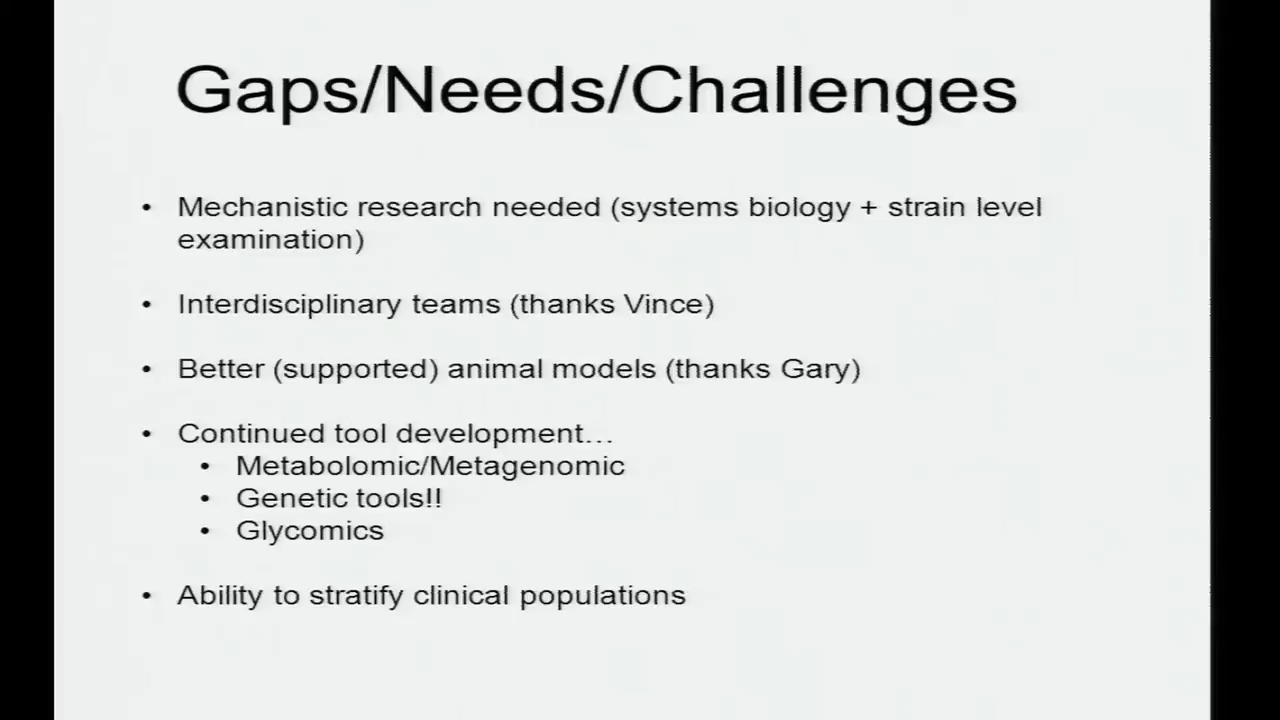 Gaps/Needs/Challenges
• Mechanistic research needed (systems biology + strain level
examination)
• Interdisciplinary teams (thanks Vince)
• Better (supported) animal models (thanks Gary)
• Continued tool development…
• Metabolomic/Metagenomic
• Genetic tools!!
• Glycomics
• Ability to stratify clinical populations